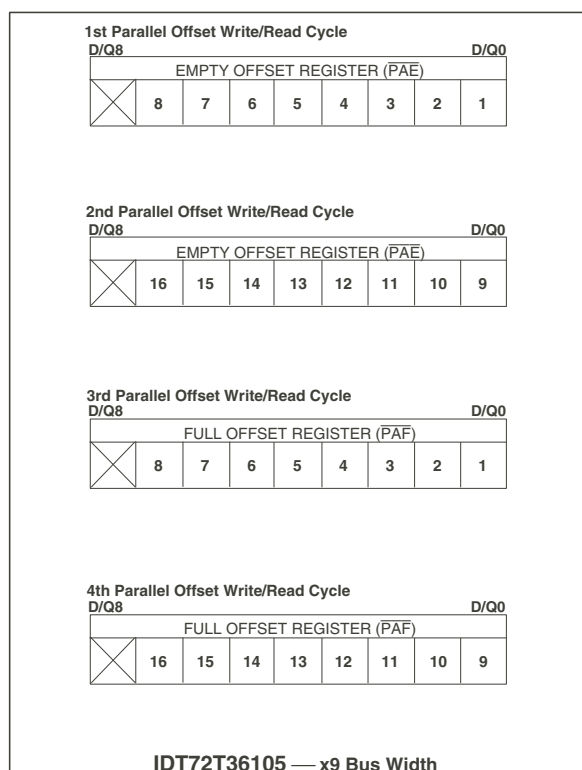 1st Parallel Offset Write/Read Cycle
D/Q8 D/Q0
EMPTY OFFSET REGISTER (PAE)
8 7 6 5 4 3 2 1
2nd Parallel Offset Write/Read Cycle
D/Q8 D/Q0
EMPTY OFFSET REGISTER (PAE)
16 15 14 13 12 11 10 9
3rd Parallel Offset Write/Read Cycle
D/Q8 D/Q0
FULL OFFSET REGISTER (PAF)
8 7 6 5 4 3 2 1
4th Parallel Offset Write/Read Cycle
D/Q8 D/Q0
FULL OFFSET REGISTER (PAF)
16 15 14 13 12 11 10 9
IDT72T36105 — x9 Bus Width